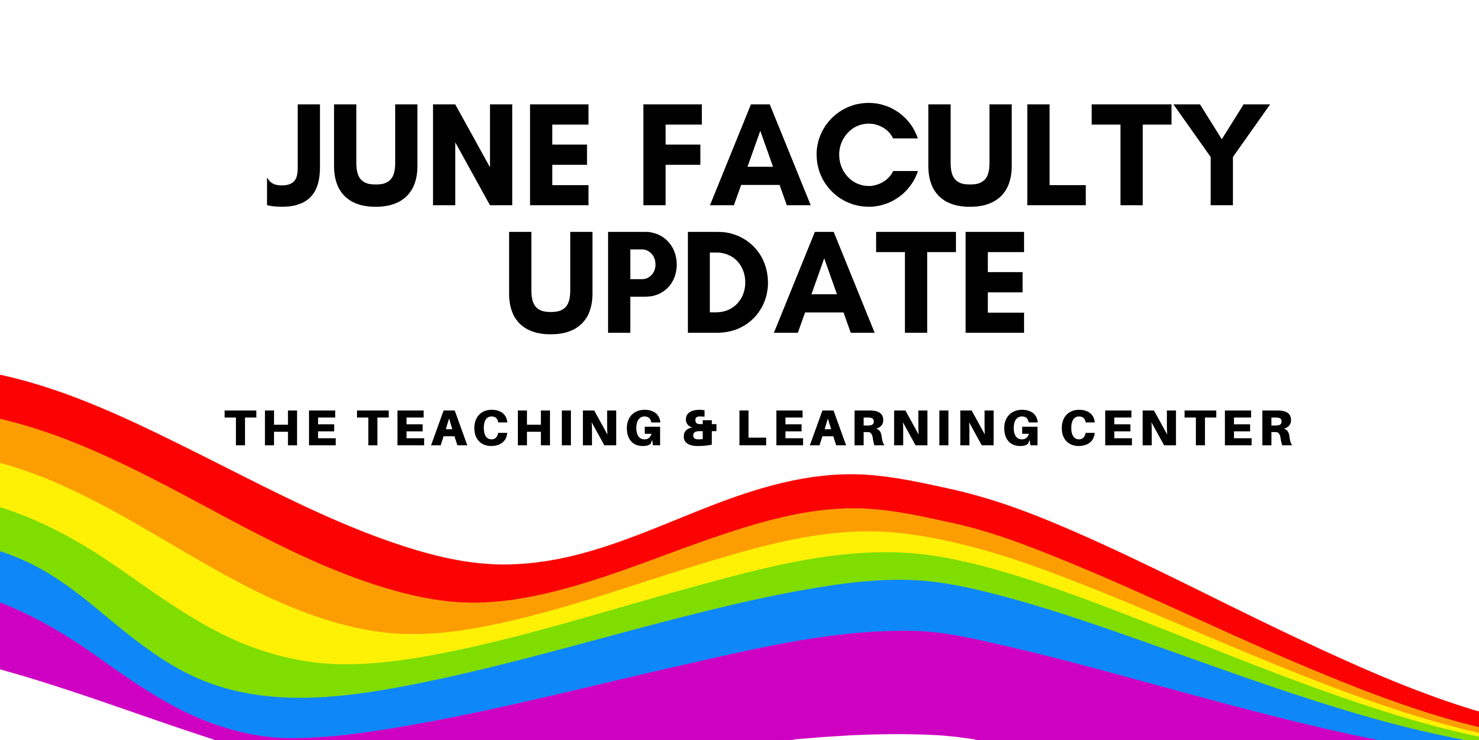 JUNE FACULTY
UPDATE
THE TEACHING & LEARNING CENTER